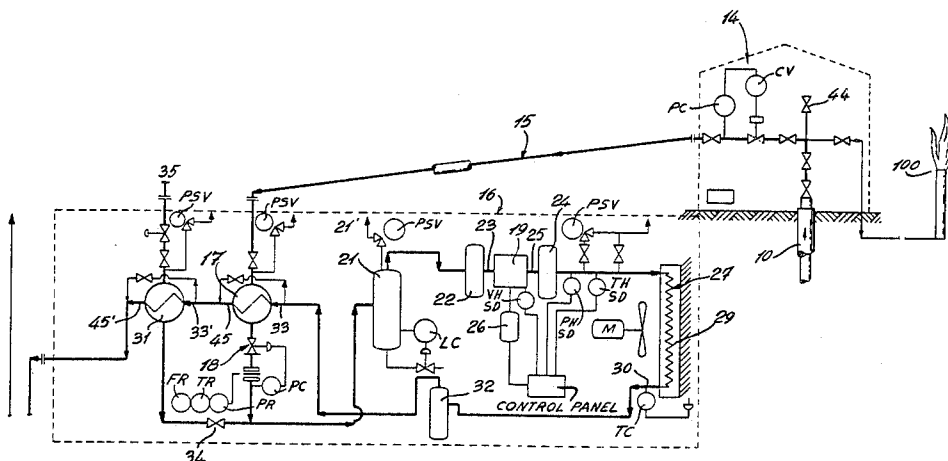 14
CV
PC
44
15
100
35
PSV
PSV
16
24
PSV
21'
PSV
23
19
25
21
10
17
27
VH
SD
TH
SD
22
29
45'
31
33'
45
33
26
PH
SD
M
LC
18
30
32
FR
TR
PC
PR
CONTROL PANEL
TC
34